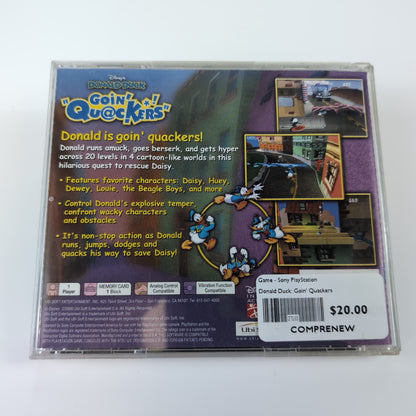 Disney's
DONALD DUCK
"GOIN' *+!
QU@CKERS"
Donald is goin' quackers!
Donald runs amuck, goes berserk, and gets hyper
across 20 levels in 4 cartoon-like worlds in this
hilarious quest to rescue Daisy.
• Features favorite characters: Daisy, Huey,
Dewey, Louie, the Beagle Boys, and more
• Control Donald's explosive temper,
confront wacky characters
and obstacles
• It's non-stop action as Donald
runs, jumps, dodges and
quacks his way to save Daisy!
1
Player
MEMORY CARD
1 Block
Analog Control
Compatible
Vibration Function
Compatible
Ubi S
Game - Sony PlayStation
Donald Duck: Goin' Quackers
$20.00
COMPRENEW